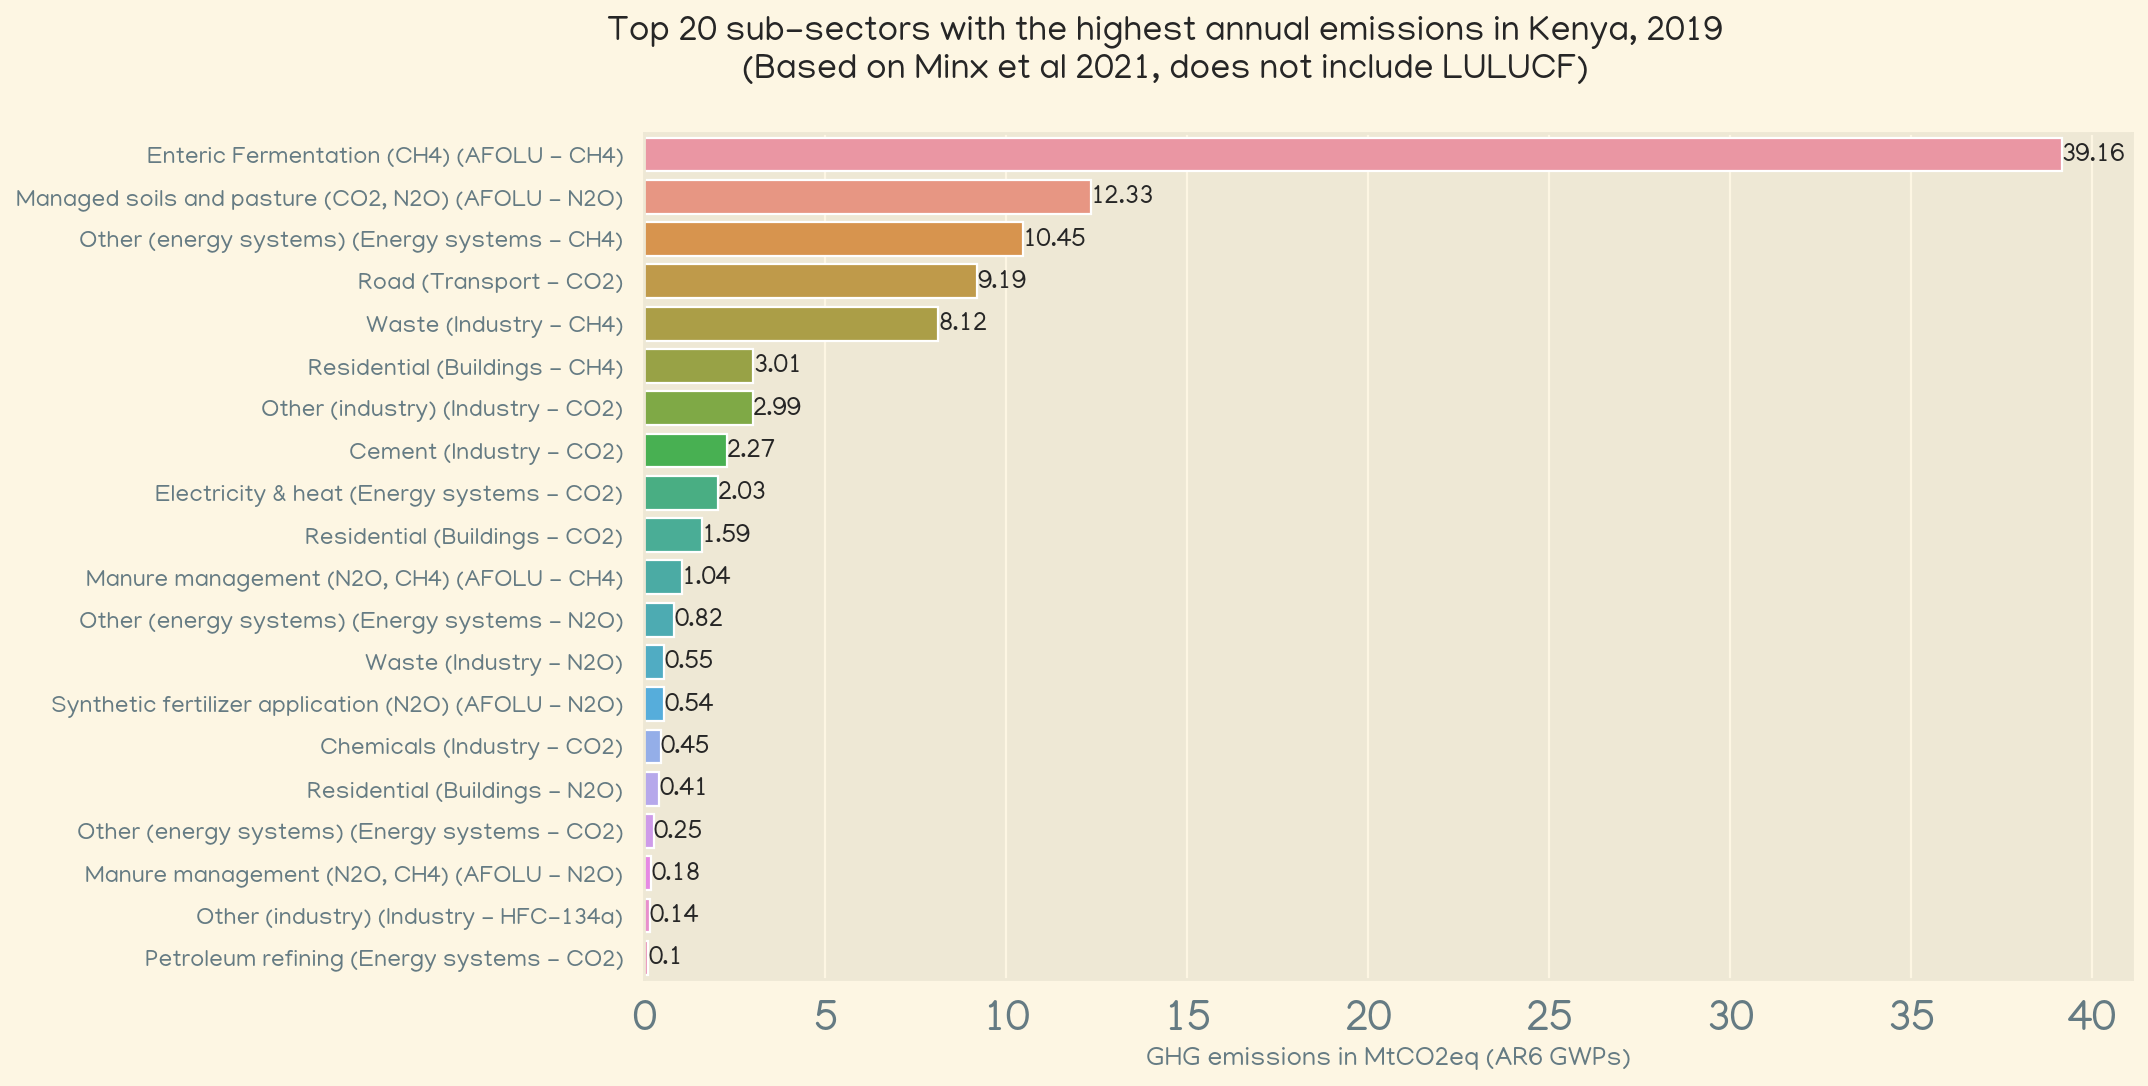 Top 20 sub-sectors with the highest annual emissions in Kenya, 2019
(Based on Minx et al 2021, does not include LULUCF)
Enteric Fermentation (CH4) (AFOLU - CH4) 39.16
Managed soils and pasture (CO2, N2O) (AFOLU - N2O) 12.33
Other (energy systems) (Energy systems - CH4) 10.45
Road (Transport - CO2) 9.19
Waste (Industry - CH4) 8.12
Residential (Buildings - CH4) 3.01
Other (industry) (Industry - CO2) 2.99
Cement (Industry - CO2) 2.27
Electricity & heat (Energy systems - CO2) 2.03
Residential (Buildings - CO2) 1.59
Manure management (N2O, CH4) (AFOLU - CH4) 1.04
Other (energy systems) (Energy systems - N2O) 0.82
Waste (Industry - N2O) 0.55
Synthetic fertilizer application (N2O) (AFOLU - N2O) 0.54
Chemicals (Industry - CO2) 0.45
Residential (Buildings - N2O) 0.41
Other (energy systems) (Energy systems - CO2) 0.25
Manure management (N2O, CH4) (AFOLU - N2O) 0.18
Other (industry) (Industry - HFC-134a) 0.14
Petroleum refining (Energy systems - CO2) 0.1
0 5 10 15 20 25 30 35 40
GHG emissions in MtCO2eq (AR6 GWPs)